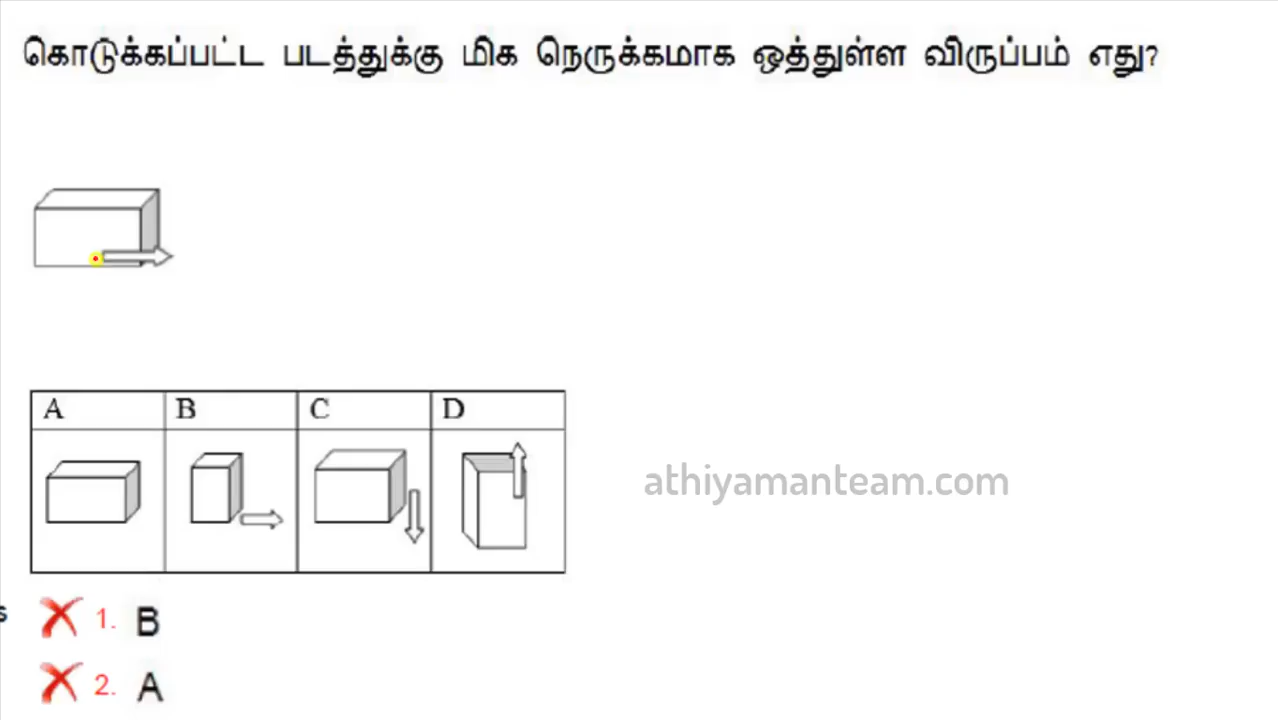 கொடுக்கப்பட்ட படத்துக்கு மிக நெருக்கமாக ஒத்துள்ள விருப்பம் எது?
A B C D
athiyamanteam.com
s
1. B
2. A